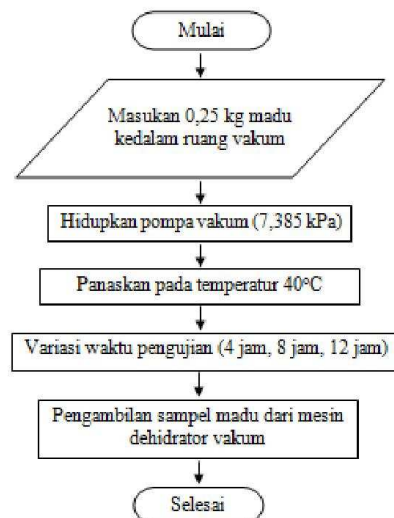 Mulai
Masukan 0,25 kg madu
kedalam ruang vakum
Hidupkan pompa vakum (7,385 kPa)
Panaskan pada temperatur 40°C
Variasi waktu pengujian (4 jam, 8 jam, 12 jam)
Pengambilan sampel madu dari mesin
dehidrator vakum
Selesai